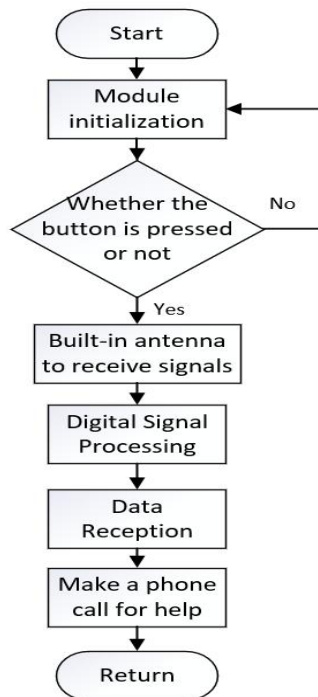 Start
Module
initialization
Whether the
button is pressed
or not
No
Yes
Built-in antenna
to receive signals
Digital Signal
Processing
Data
Reception
Make a phone
call for help
Return